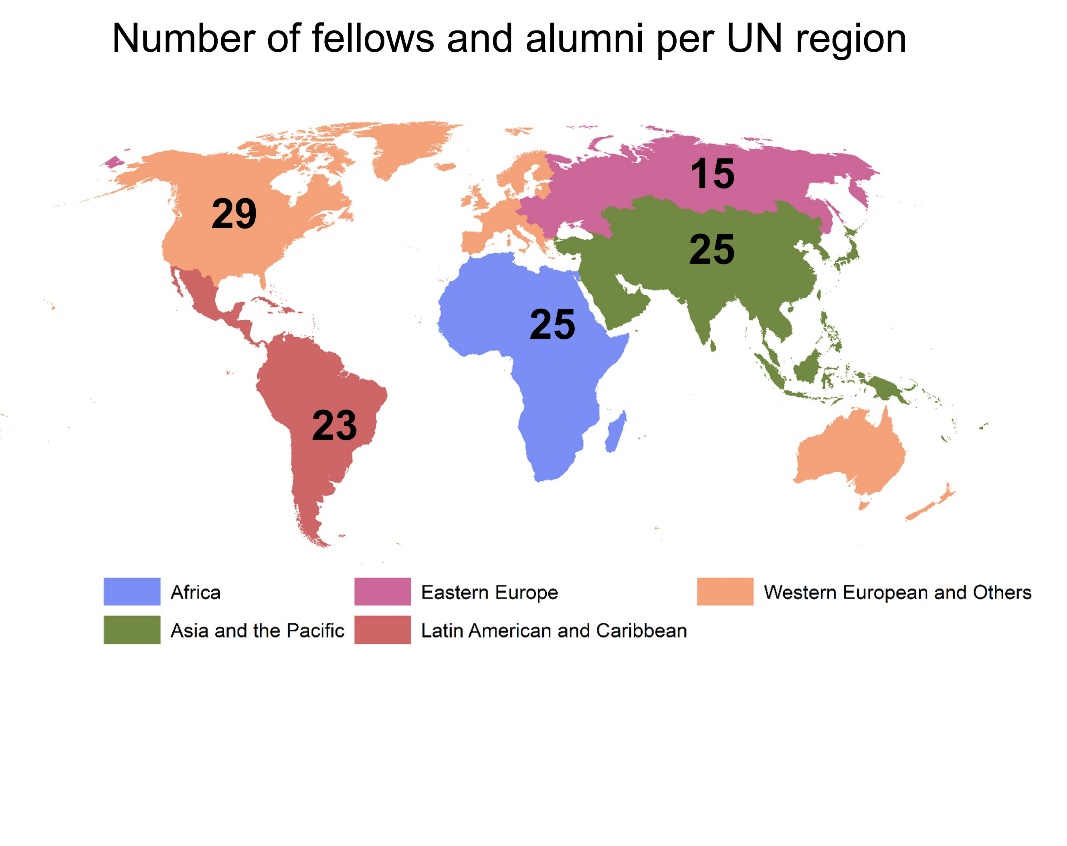 Number of fellows and alumni per UN region
15
29
25
25
23
Africa
Eastern Europe
Western European and Others
Asia and the Pacific
Latin American and Caribbean